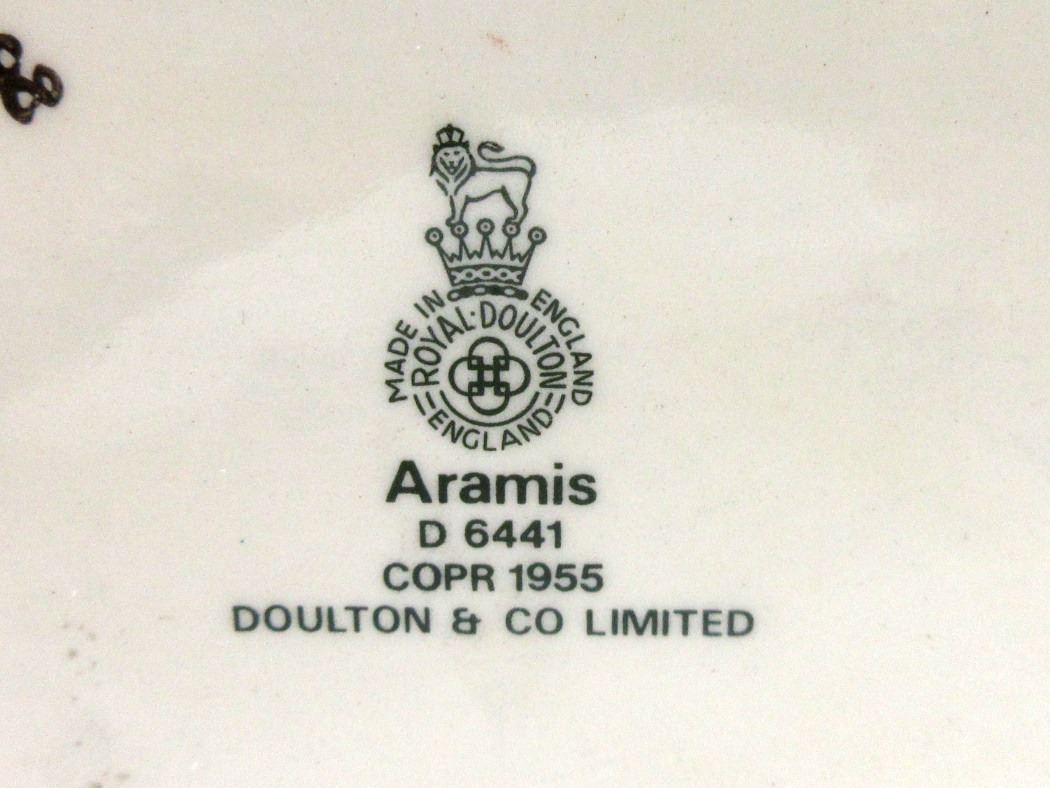 MADE IN ENGLAND
ROYAL·DOULTON
ENGLAND
Aramis
D 6441
COPR 1955
DOULTON & CO LIMITED